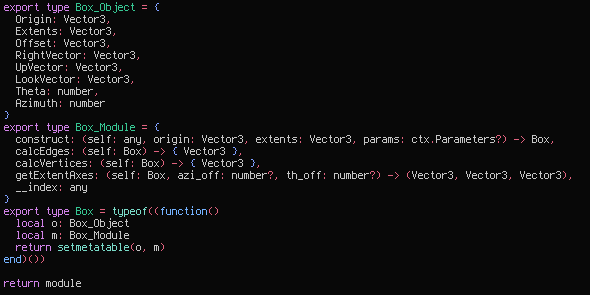 export type Box_Object = {
  Origin: Vector3,
  Extents: Vector3,
  Offset: Vector3,
  RightVector: Vector3,
  UpVector: Vector3,
  LookVector: Vector3,
  Theta: number,
  Azimuth: number
}
export type Box_Module = {
  construct: (self: any, origin: Vector3, extents: Vector3, params: ctx.Parameters?) -> Box,
  calcEdges: (self: Box) -> { Vector3 },
  calcVertices: (self: Box) -> { Vector3 },
  getExtentAxes: (self: Box, azi_off: number?, th_off: number?) -> (Vector3, Vector3, Vector3),
  __index: any
}
export type Box = typeof((function()
  local o: Box_Object
  local m: Box_Module
  return setmetatable(o, m)
end)())

return module